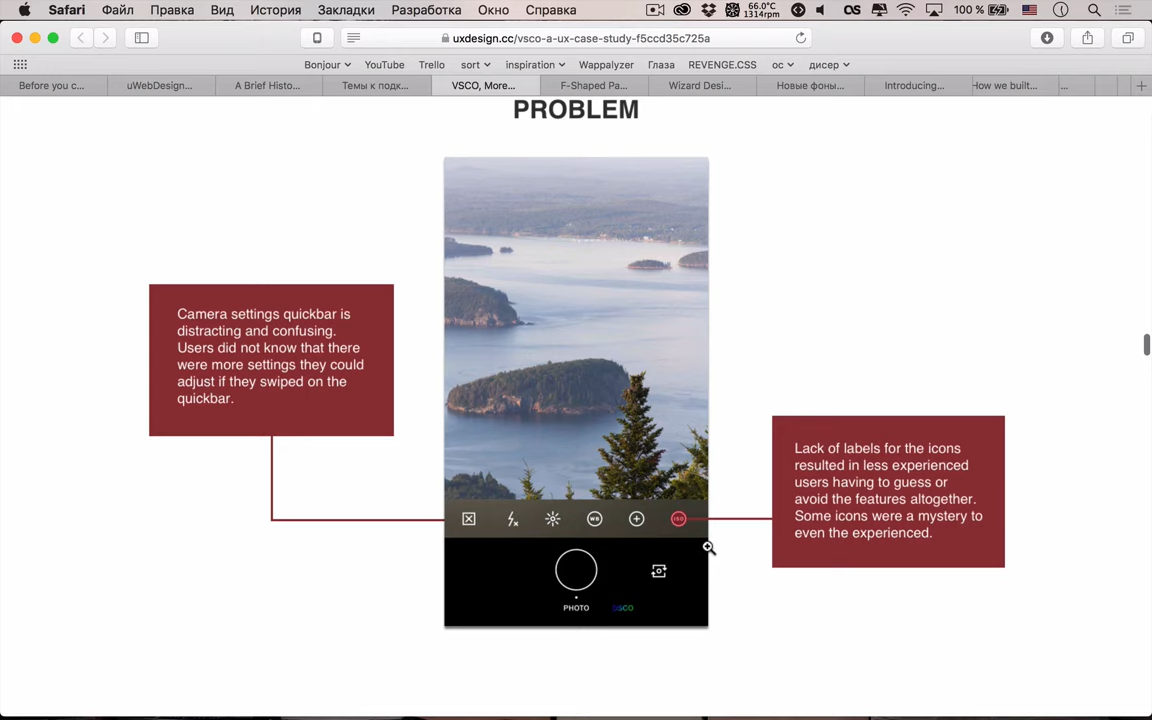 Safari Файл Правка Вид История Закладки Разработка Окно Справка 66.0°C 1314rpm 100 %
uxdesign.cc/vsco-a-ux-case-study-f5ccd35c725a
Bonjour YouTube Trello sort inspiration Wappalyzer Глаза REVENGE.CSS ос дисер
Before you c... uWebDesign... A Brief Histo... Темы к подк... VSCO, More... F-Shaped Pa... Wizard Desi... Новые фоны... Introducing... How we built... ...
PROBLEM
Camera settings quickbar is
distracting and confusing.
Users did not know that there
were more settings they could
adjust if they swiped on the
quickbar.
Lack of labels for the icons
resulted in less experienced
users having to guess or
avoid the features altogether.
Some icons were a mystery to
even the experienced.
WB ISO
PHOTO DSCO